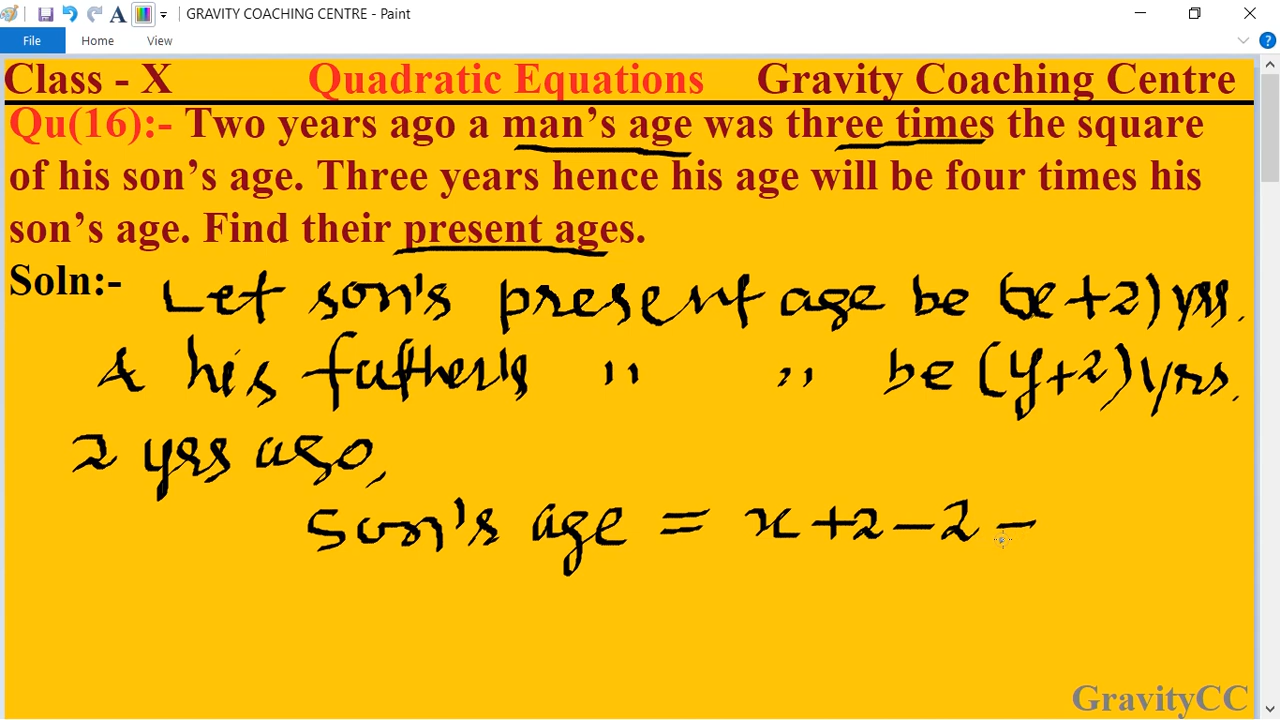 GRAVITY COACHING CENTRE - Paint
File Home View
Class - X Quadratic Equations Gravity Coaching Centre
Qu(16):- Two years ago a man's age was three times the square
of his son's age. Three years hence his age will be four times his
son's age. Find their present ages.
Soln:- Let son's present age be (x+2) yrs.
& his father's " " be (y+2) yrs.
2 yrs ago,
Son's age = x+2-2 -
GravityCC